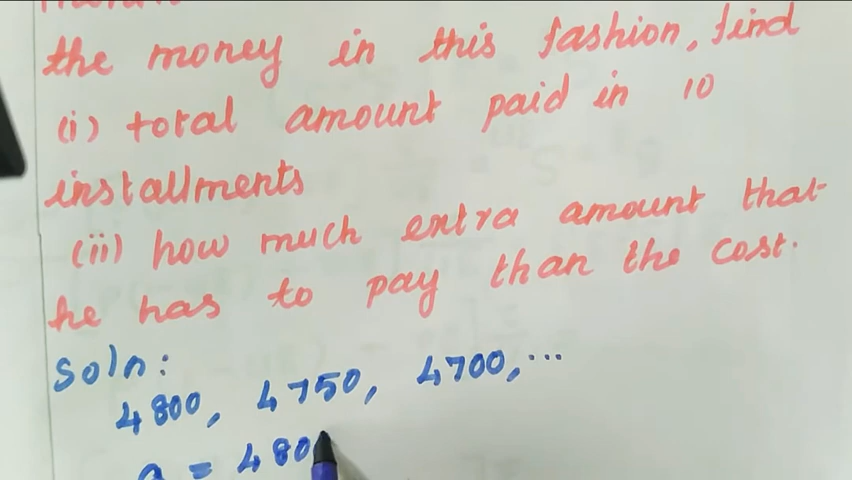 the money in this fashion, find
(i) total amount paid in 10
installments
(ii) how much extra amount that
he has to pay than the cost.
Soln:
4800, 4750, 4700,...
a = 480